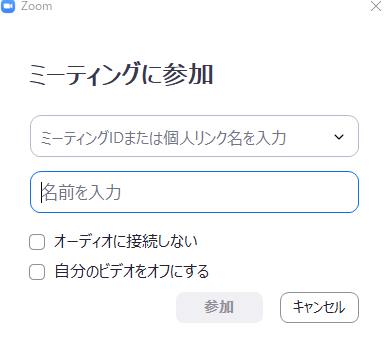 Zoom
ミーティングに参加
ミーティングIDまたは個人リンク名を入力
名前を入力
オーディオに接続しない
自分のビデオをオフにする
参加 キャンセル